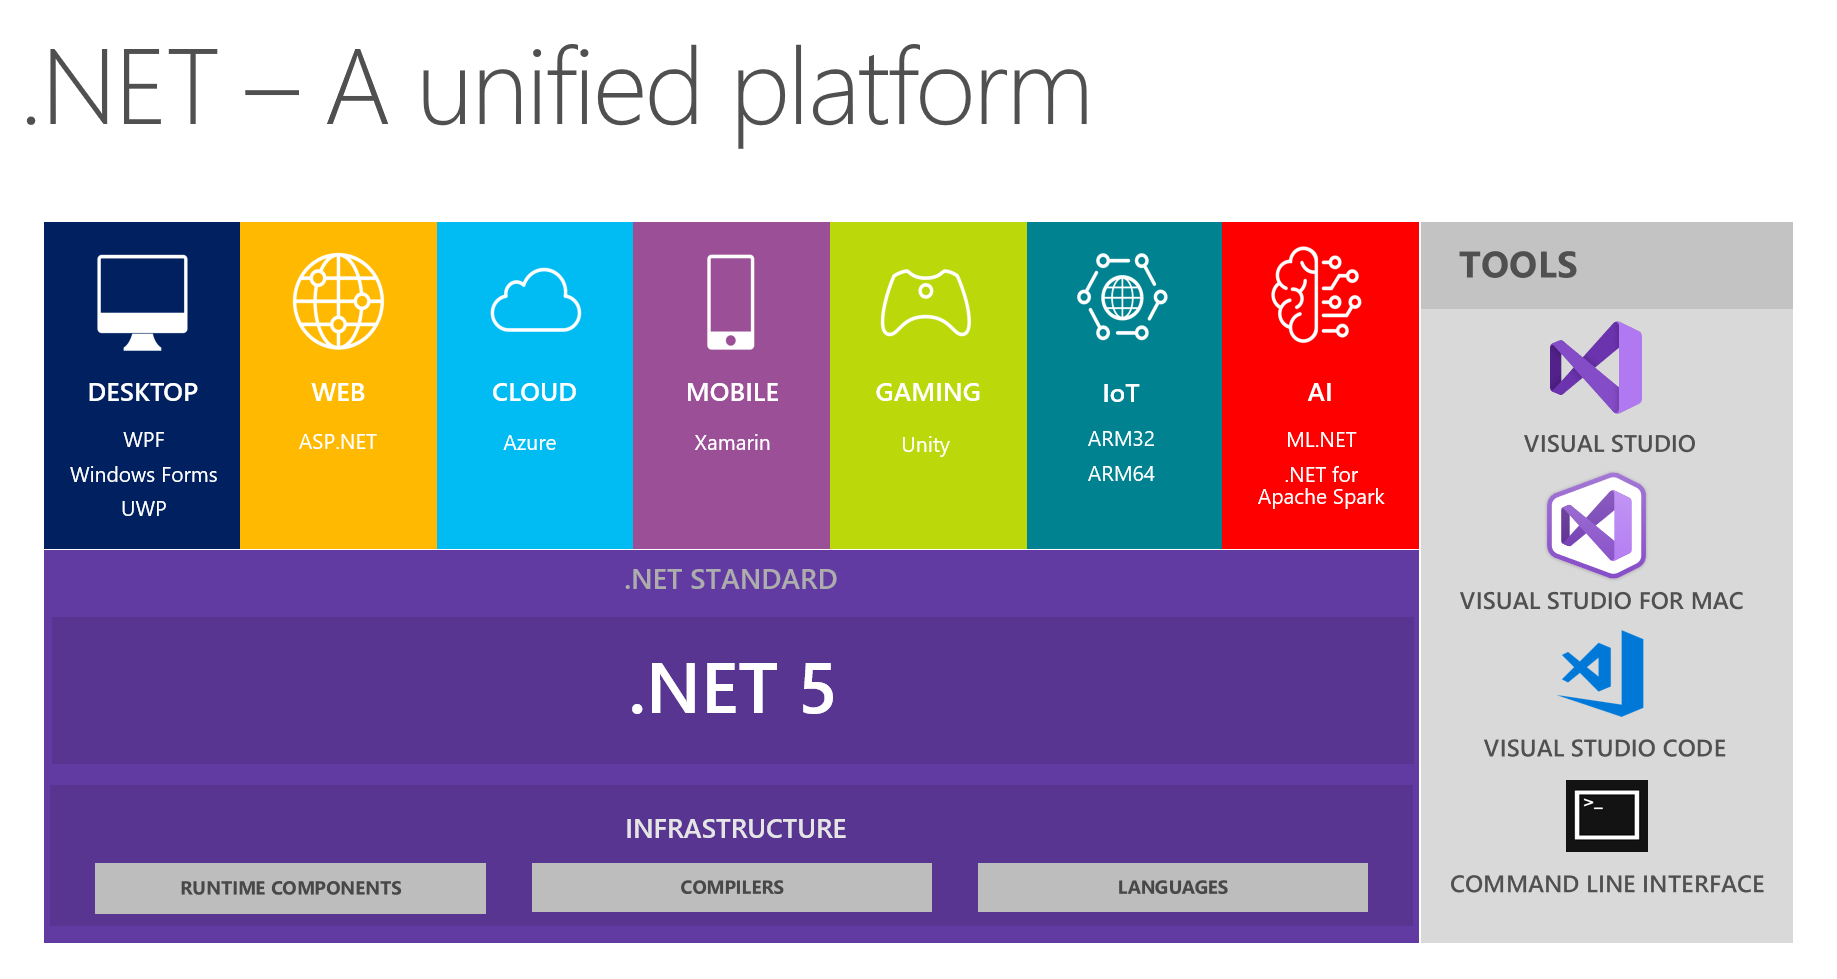 .NET – A unified platform
DESKTOP
WPF
Windows Forms
UWP
WEB
ASP.NET
CLOUD
Azure
MOBILE
Xamarin
GAMING
Unity
IoT
ARM32
ARM64
AI
ML.NET
.NET for
Apache Spark
.NET STANDARD
.NET 5
INFRASTRUCTURE
RUNTIME COMPONENTS
COMPILERS
LANGUAGES
TOOLS
VISUAL STUDIO
VISUAL STUDIO FOR MAC
VISUAL STUDIO CODE
>_
COMMAND LINE INTERFACE